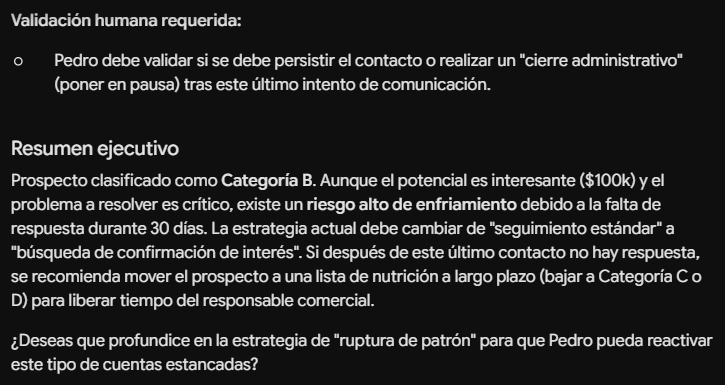 Validación humana requerida:
○ Pedro debe validar si se debe persistir el contacto o realizar un "cierre administrativo"
(poner en pausa) tras este último intento de comunicación.
Resumen ejecutivo
Prospecto clasificado como Categoría B. Aunque el potencial es interesante ($100k) y el
problema a resolver es crítico, existe un riesgo alto de enfriamiento debido a la falta de
respuesta durante 30 días. La estrategia actual debe cambiar de "seguimiento estándar" a
"búsqueda de confirmación de interés". Si después de este último contacto no hay respuesta,
se recomienda mover el prospecto a una lista de nutrición a largo plazo (bajar a Categoría C o
D) para liberar tiempo del responsable comercial.
¿Deseas que profundice en la estrategia de "ruptura de patrón" para que Pedro pueda reactivar
este tipo de cuentas estancadas?